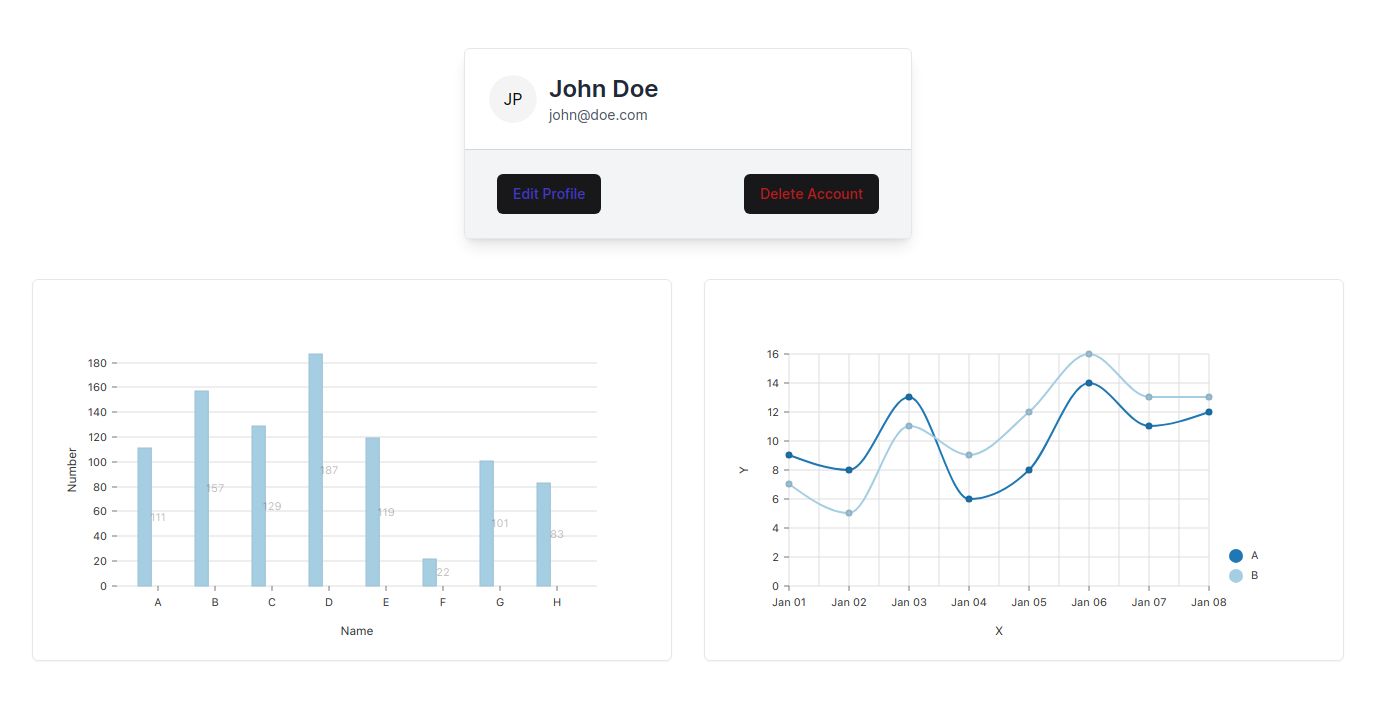 JP
John Doe
john@doe.com
Edit Profile
Delete Account
Number
180
160
140
120
100
80
60
40
20
0
111
157
129
187
119
22
101
83
A B C D E F G H
Name
Y
16
14
12
10
8
6
4
2
0
Jan 01 Jan 02 Jan 03 Jan 04 Jan 05 Jan 06 Jan 07 Jan 08
X
A
B